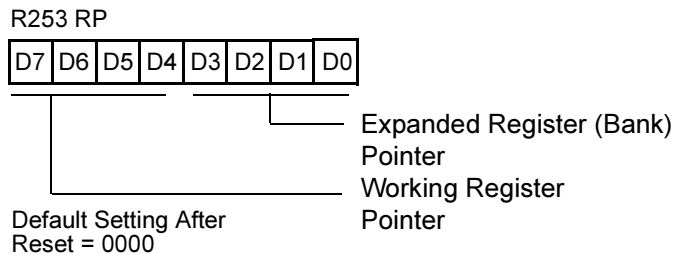 R253 RP
D7 D6 D5 D4 D3 D2 D1 D0
Expanded Register (Bank)
Pointer
Working Register
Pointer
Default Setting After
Reset = 0000